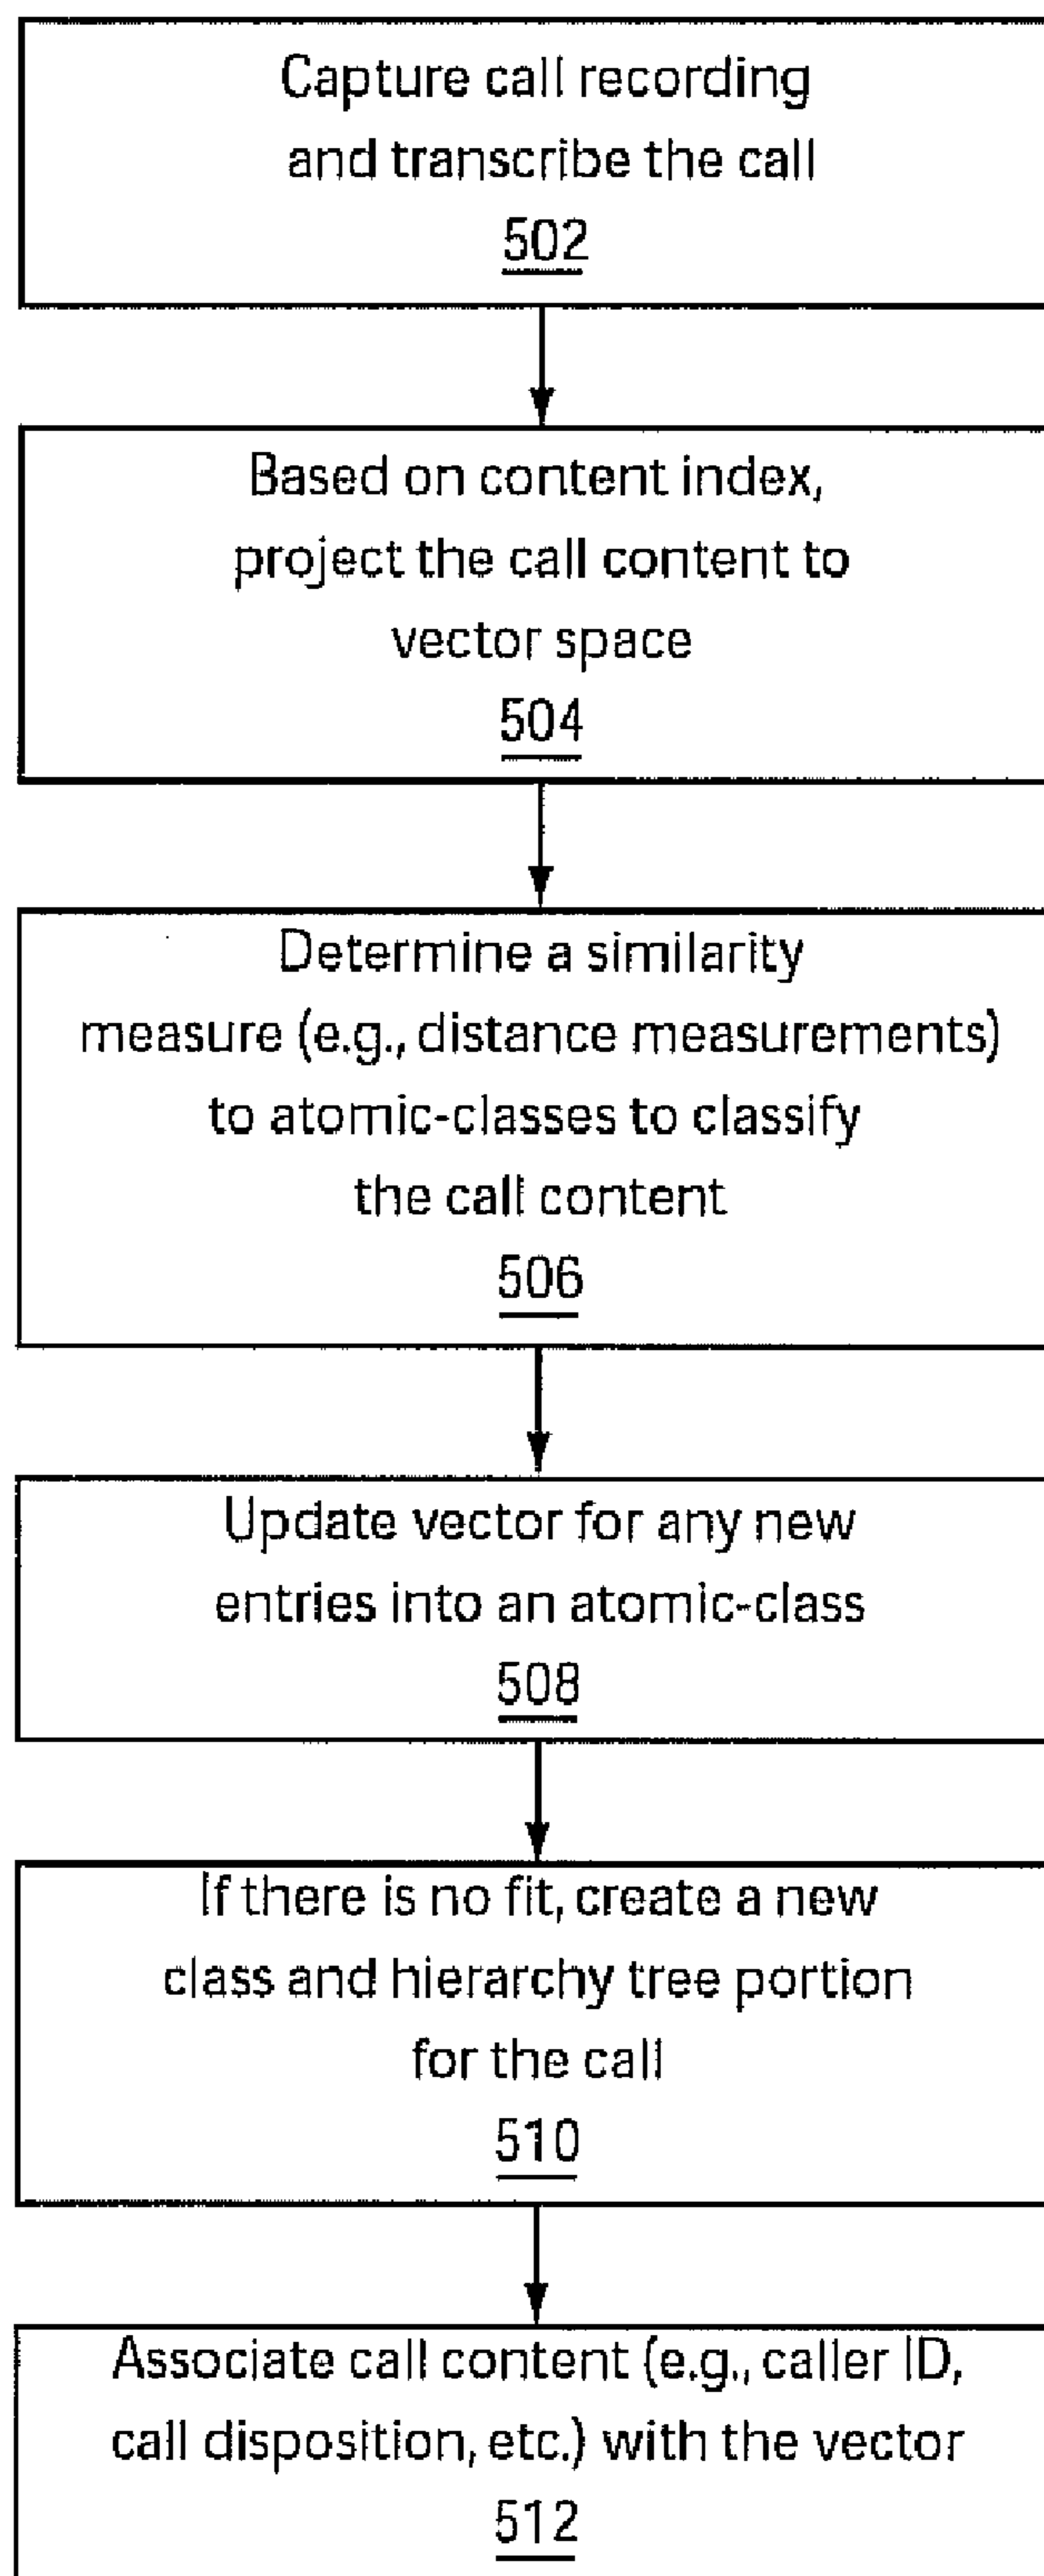 Capture call recording
and transcribe the call
502
Based on content index,
project the call content to
vector space
504
Determine a similarity
measure (e.g., distance measurements)
to atomic-classes to classify
the call content
506
Update vector for any new
entries into an atomic-class
508
If there is no fit, create a new
class and hierarchy tree portion
for the call
510
Associate call content (e.g., caller ID,
call disposition, etc.) with the vector
512